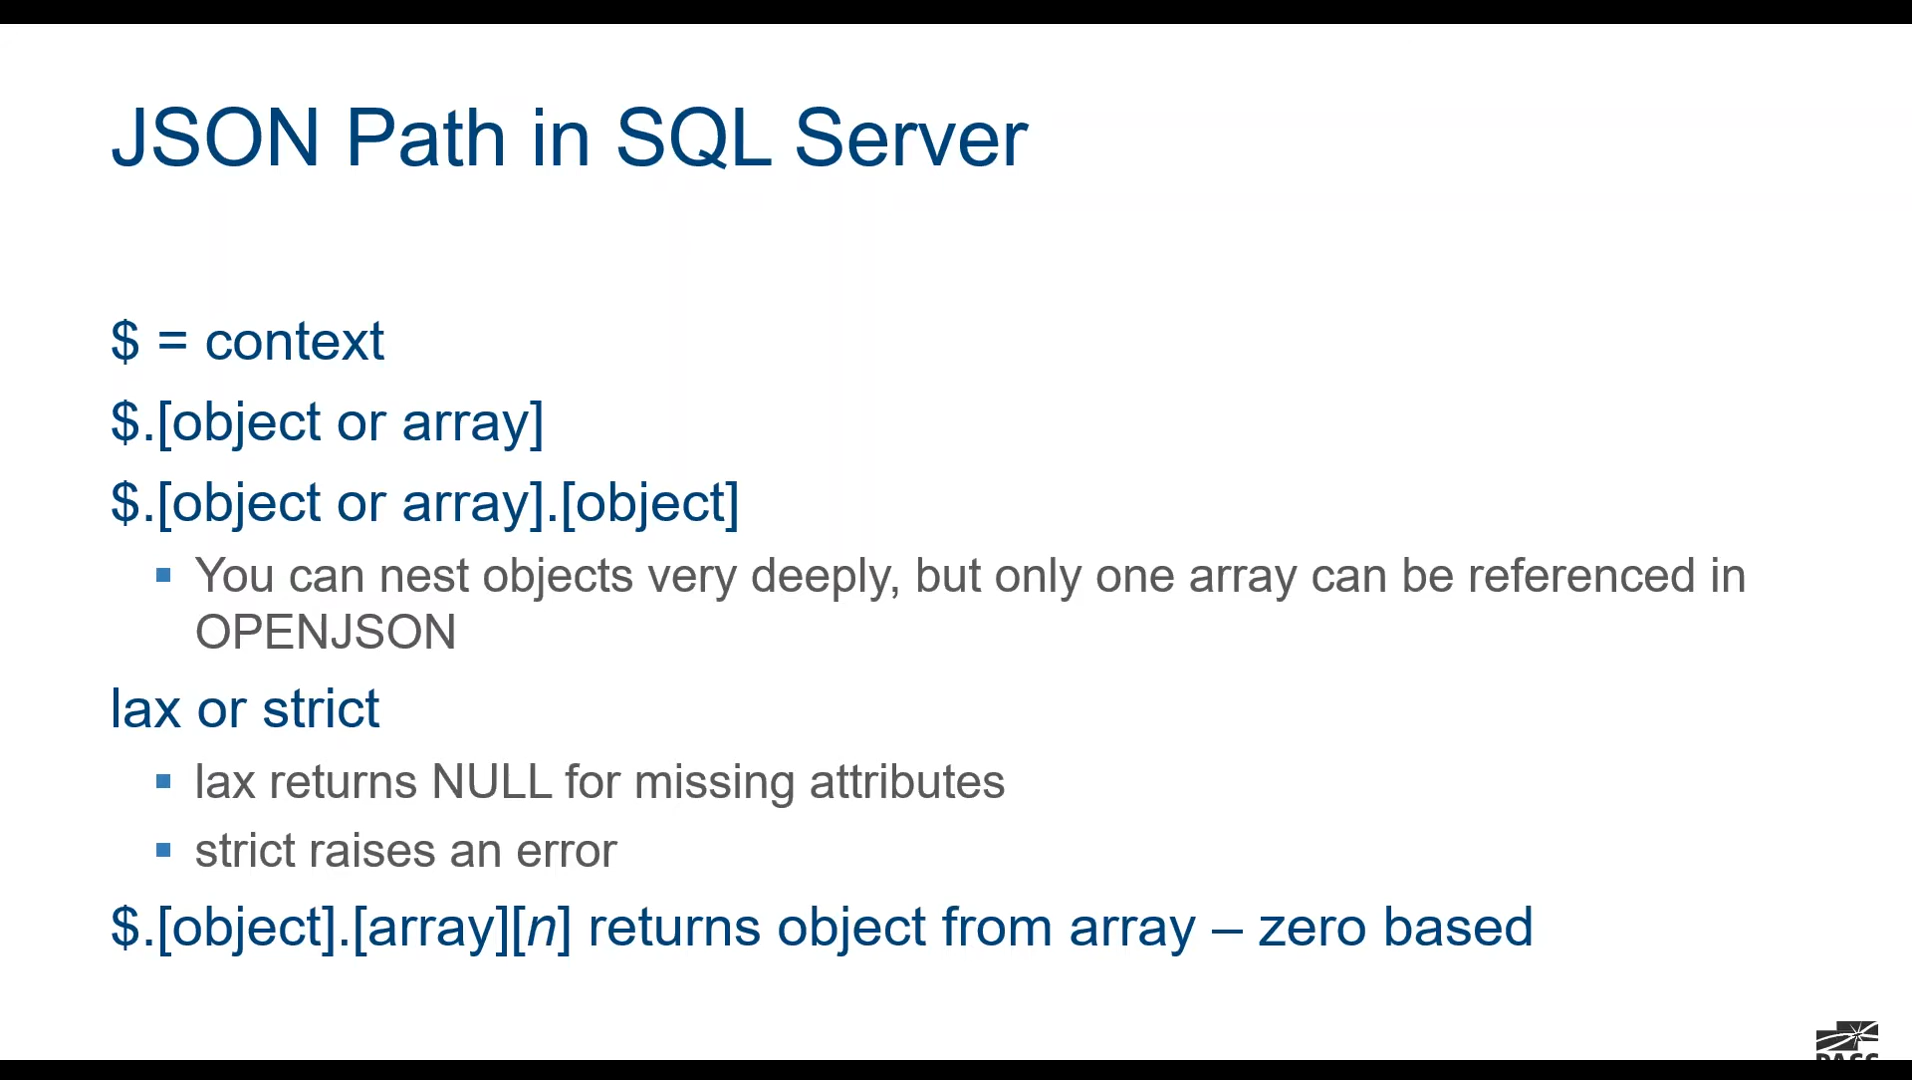 JSON Path in SQL Server
$ = context
$.[object or array]
$.[object or array].[object]
▪ You can nest objects very deeply, but only one array can be referenced in
OPENJSON
lax or strict
▪ lax returns NULL for missing attributes
▪ strict raises an error
$.[object].[array][n] returns object from array – zero based
PASS